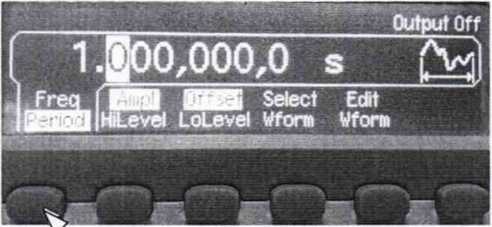 Output Off
1.000,000,0 s
Freq Ampl Offset Select Edit
Period HiLevel LoLevel Wform Wform